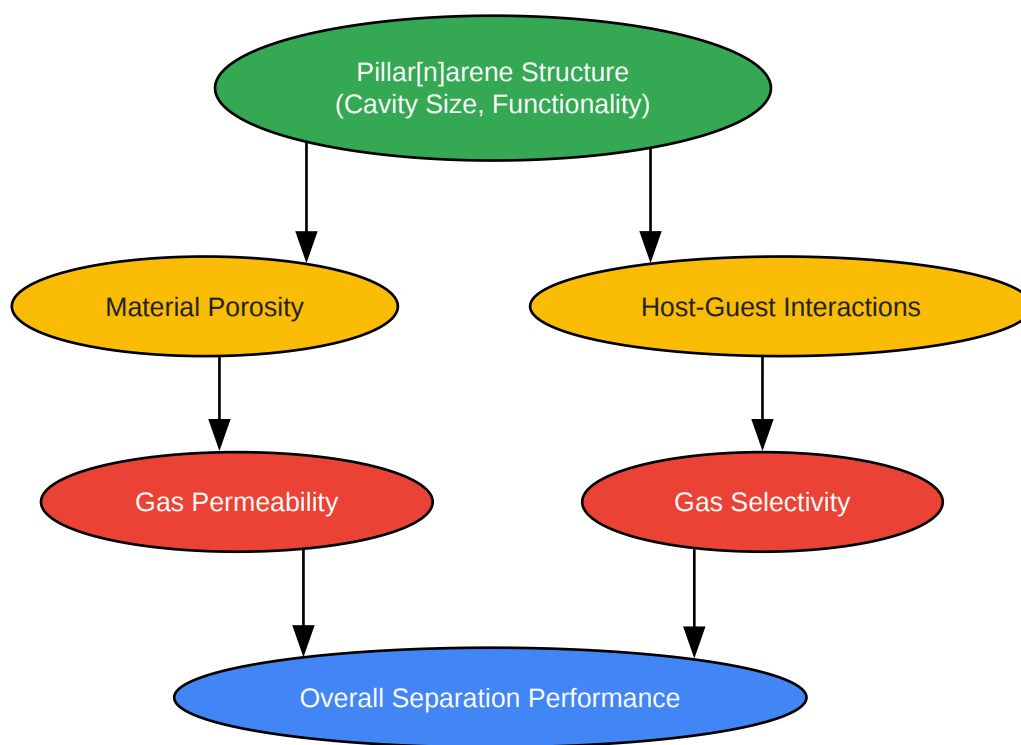 Pillar[n]arene Structure
(Cavity Size, Functionality)
Material Porosity
Host-Guest Interactions
Gas Permeability
Gas Selectivity
Overall Separation Performance